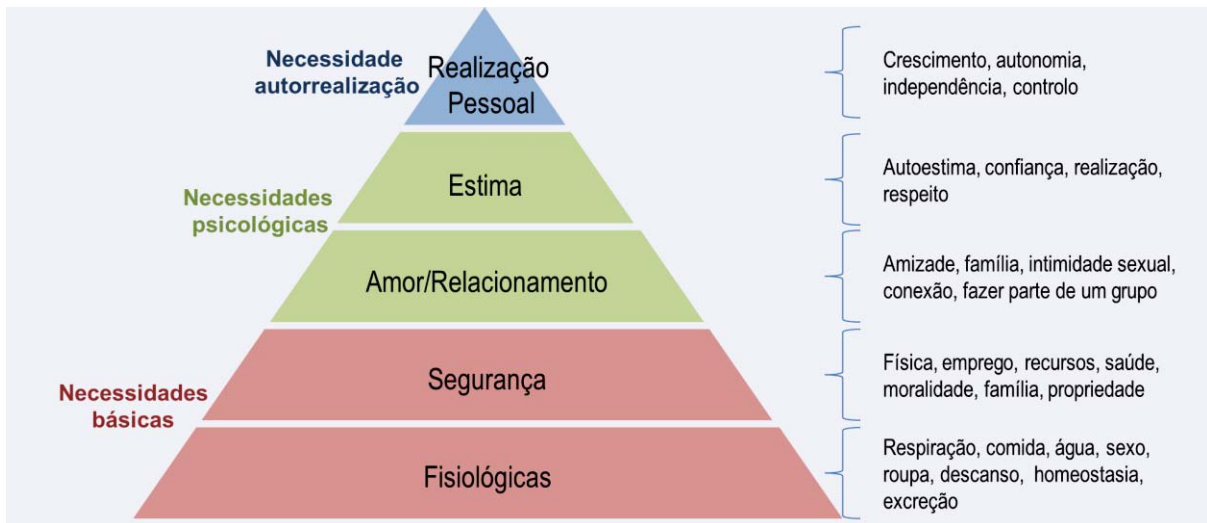 Necessidade
autorrealização
Realização
Pessoal
Crescimento, autonomia,
independência, controlo
Necessidades
psicológicas
Estima
Autoestima, confiança, realização,
respeito
Amor/Relacionamento
Amizade, família, intimidade sexual,
conexão, fazer parte de um grupo
Necessidades
básicas
Segurança
Física, emprego, recursos, saúde,
moralidade, família, propriedade
Fisiológicas
Respiração, comida, água, sexo,
roupa, descanso, homeostasia,
excreção